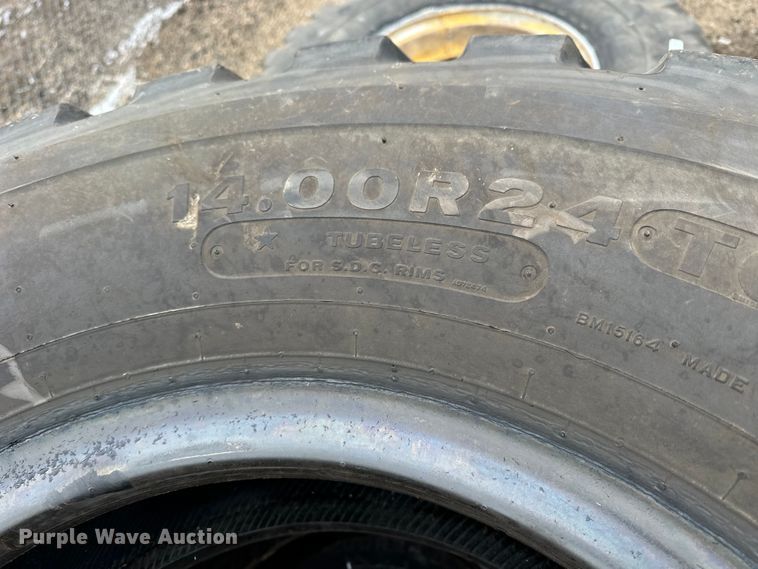 14.00R24
TUBELESS
FOR S.D.C. RIMS
BM15164 MADE
Purple Wave Auction